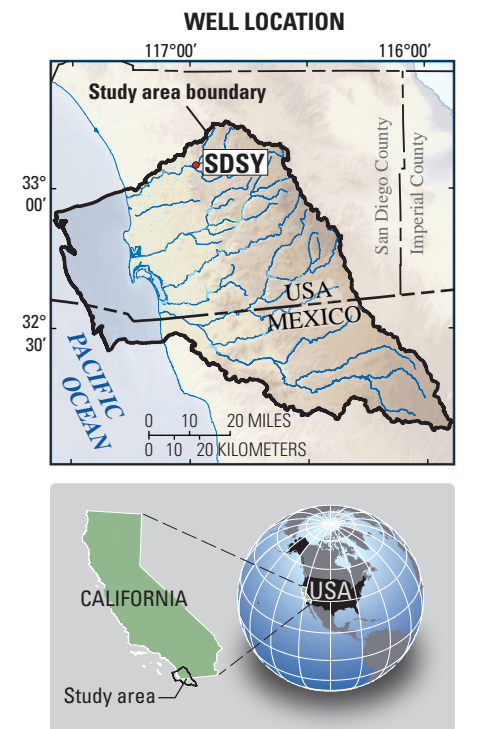 WELL LOCATION
117°00′
116°00′
Study area boundary
SDSY
33°
00′
San Diego County
Imperial County
USA
MEXICO
32°
30′
PACIFIC
OCEAN
0 10 20 MILES
0 10 20 KILOMETERS
CALIFORNIA
USA
Study area